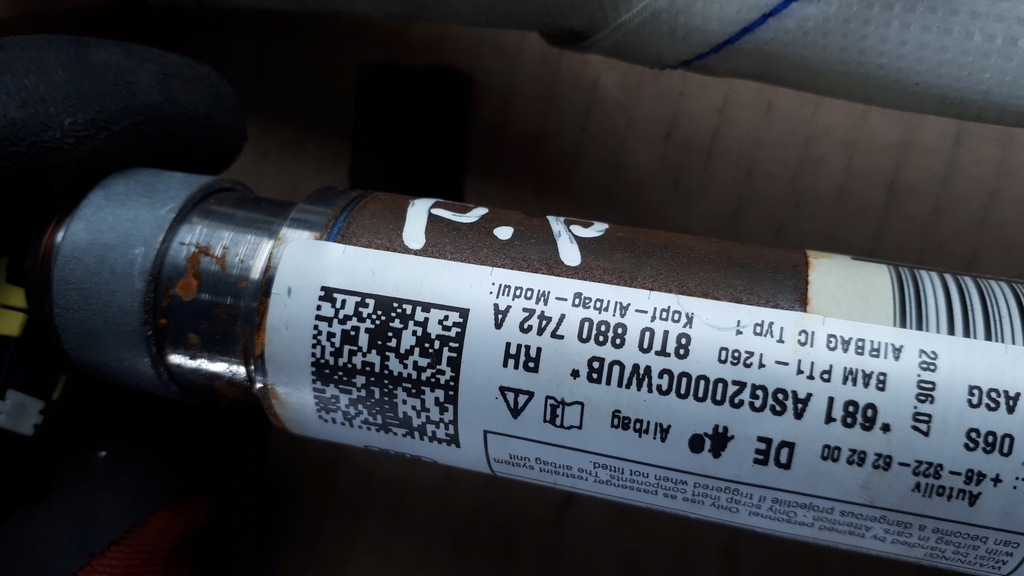 WARNING!
Must be handled by trained personnel. Only use as passenger restraint system
with airbag in cars. Attention: Only scrap inert components. The airbag unit
can become a dangerous projectile if triggered when not fitted.
Autoliv
: +46-322-62 62 00 DE Airbag
06S 28.06.07 *681 ASG2000CWUB* RH
ASG BAM PT1-1260 8T0 880 742 A
AIRBAG IC Typ 1 Kopf-Airbag-Modul: